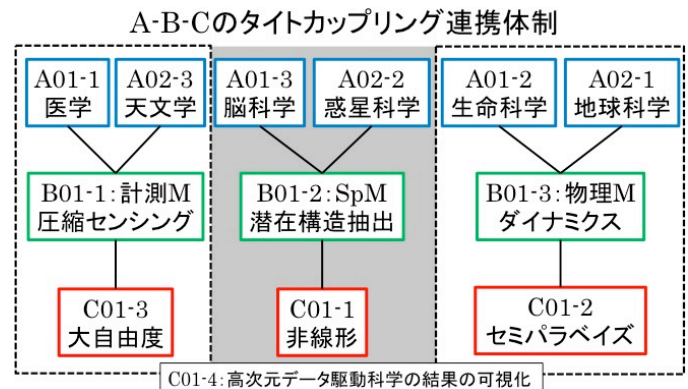 A-B-Cのタイトカップリング連携体制
A01-1
医学
A02-3
天文学
A01-3
脳科学
A02-2
惑星科学
A01-2
生命科学
A02-1
地球科学
B01-1:計測M
圧縮センシング
B01-2:SpM
潜在構造抽出
B01-3:物理M
ダイナミクス
C01-3
大自由度
C01-1
非線形
C01-2
セミパラベイズ
C01-4:高次元データ駆動科学の結果の可視化